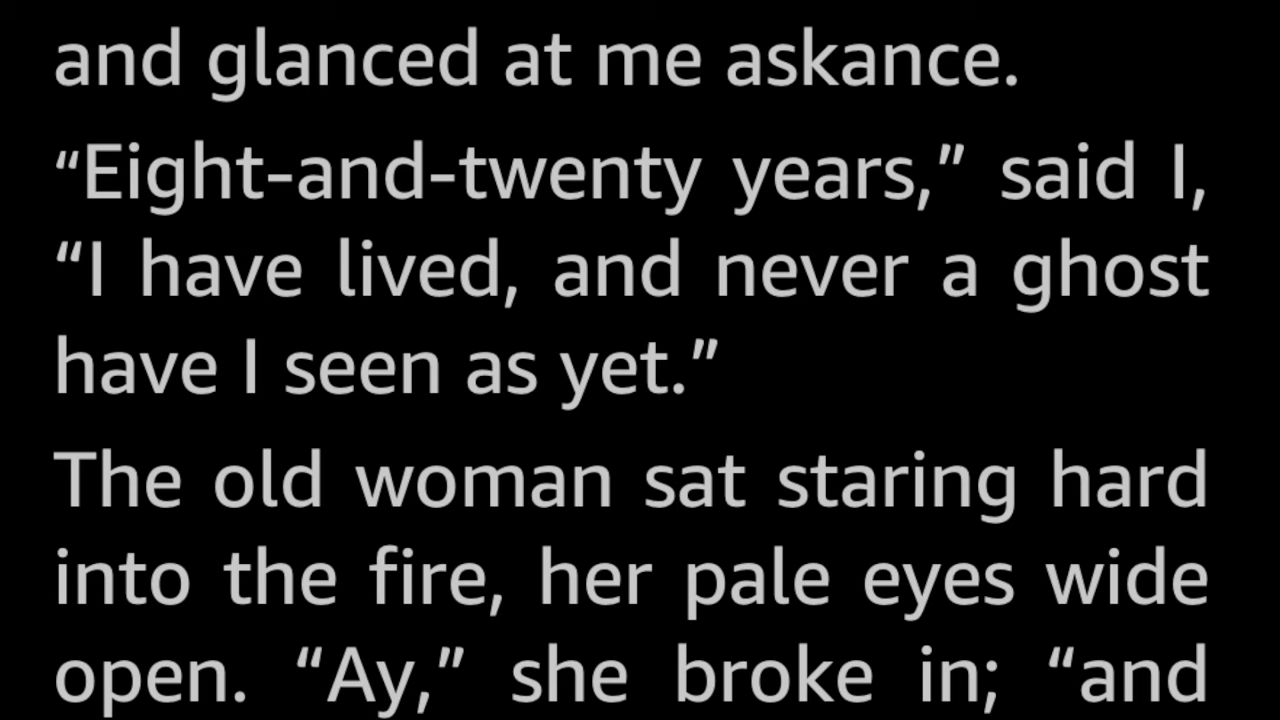 and glanced at me askance.
“Eight-and-twenty years,” said I,
“I have lived, and never a ghost
have I seen as yet.”
The old woman sat staring hard
into the fire, her pale eyes wide
open. “Ay,” she broke in; “and